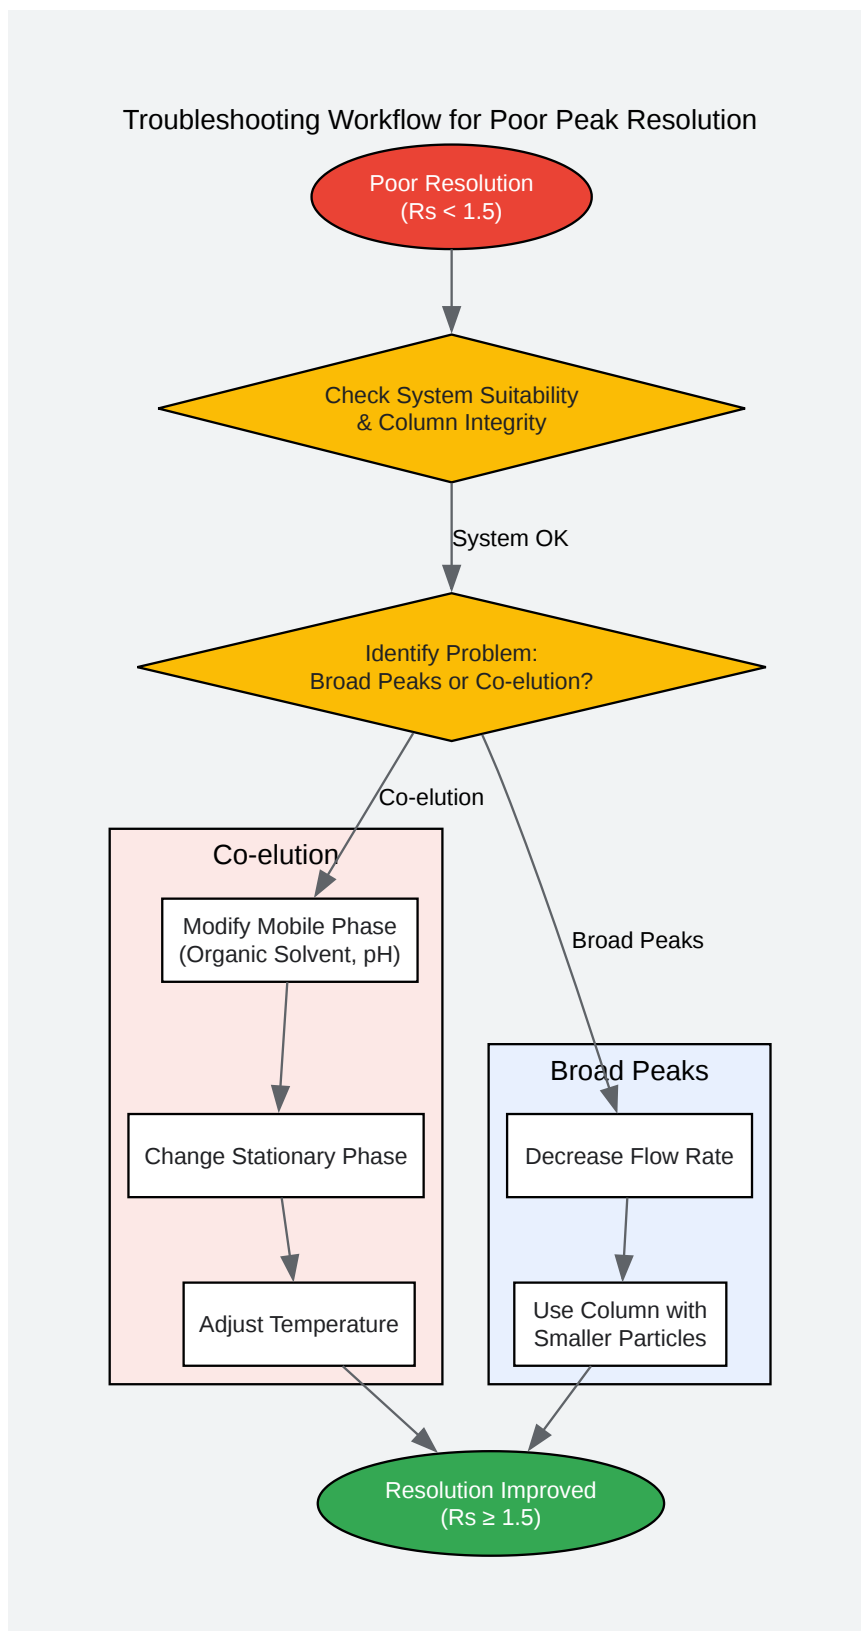 Troubleshooting Workflow for Poor Peak Resolution
Poor Resolution
(Rs < 1.5)
Check System Suitability
& Column Integrity
System OK
Identify Problem:
Broad Peaks or Co-elution?
Co-elution
Co-elution
Modify Mobile Phase
(Organic Solvent, pH)
Change Stationary Phase
Adjust Temperature
Broad Peaks
Broad Peaks
Decrease Flow Rate
Use Column with
Smaller Particles
Resolution Improved
(Rs ≥ 1.5)